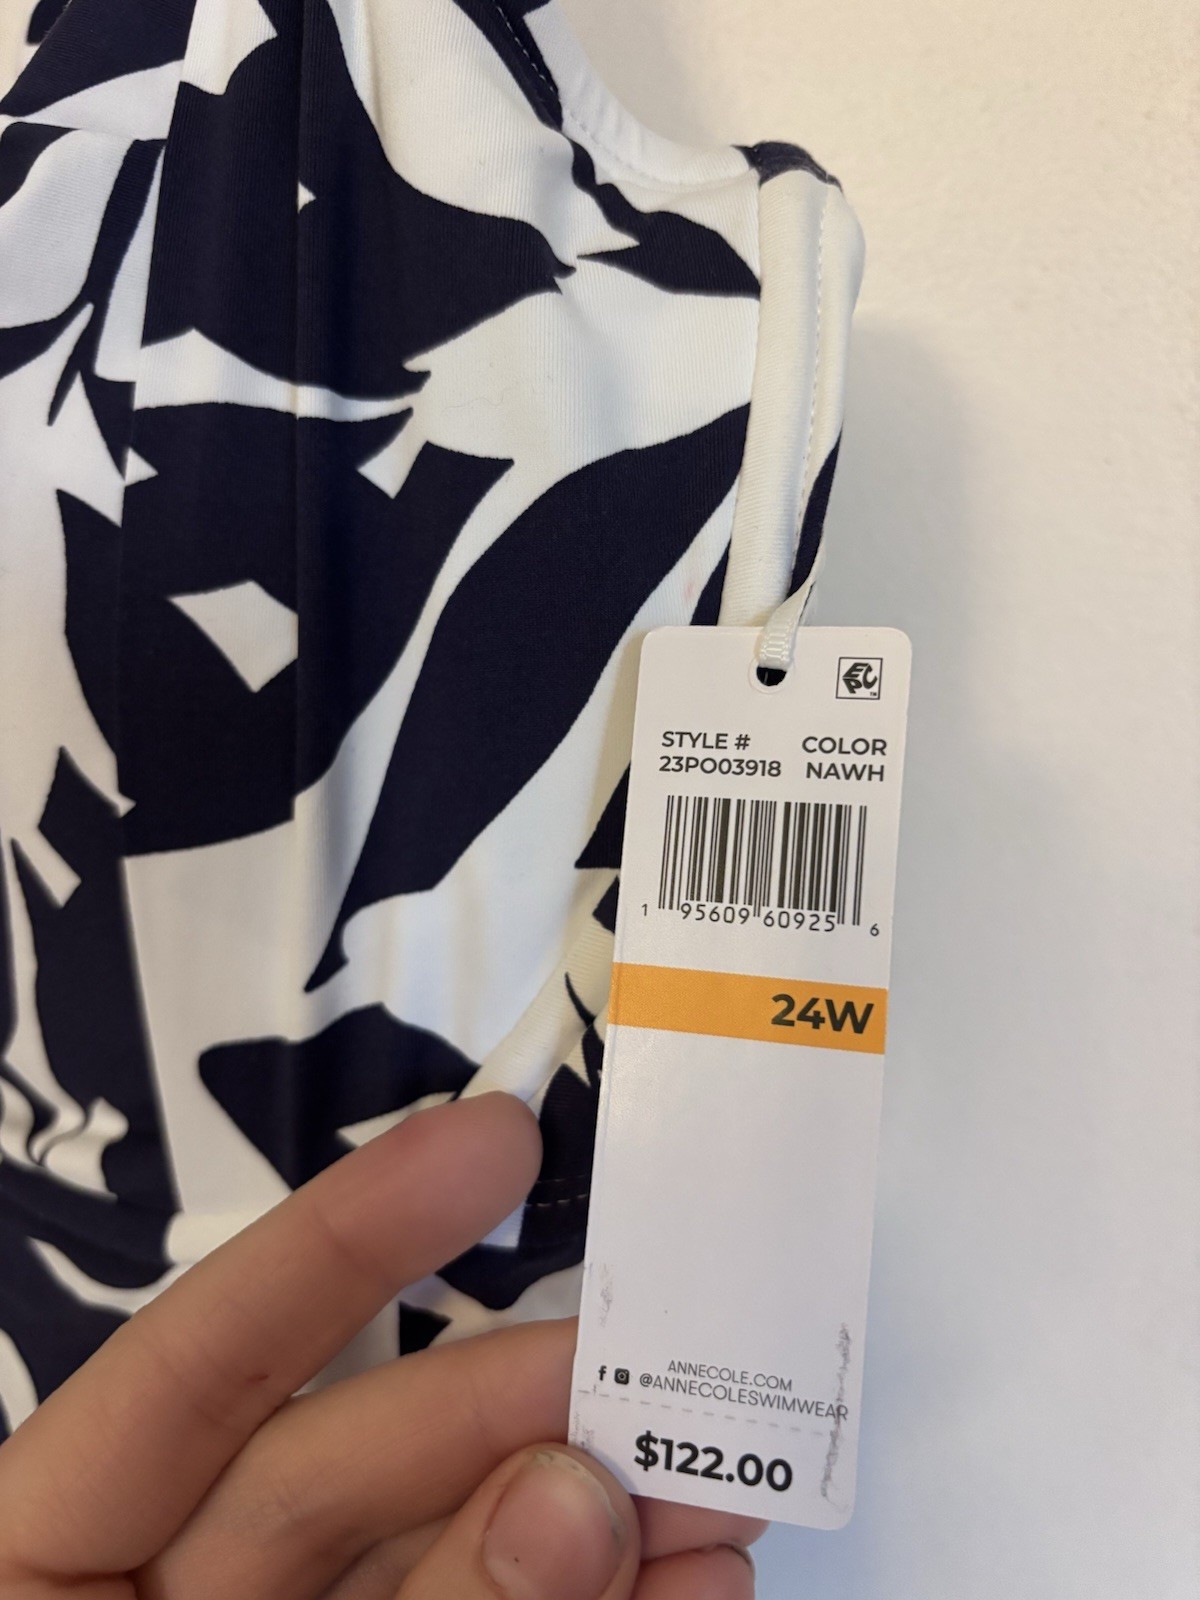 STYLE # COLOR
23PO03918 NAWH
1 95609 60925 6
24W
ANNECOLE.COM
@ANNECOLESWIMWEAR
$122.00